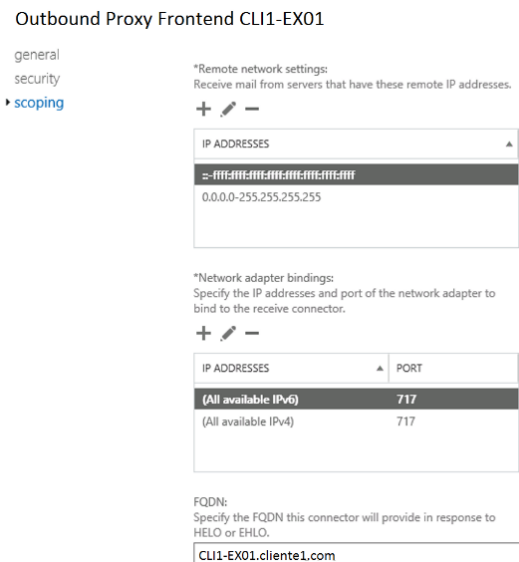 Outbound Proxy Frontend CLI1-EX01
general
security
scoping
*Remote network settings:
Receive mail from servers that have these remote IP addresses.
IP ADDRESSES
::-ffff:ffff:ffff:ffff:ffff:ffff:ffff:ffff
0.0.0.0-255.255.255.255
*Network adapter bindings:
Specify the IP addresses and port of the network adapter to
bind to the receive connector.
IP ADDRESSES PORT
(All available IPv6) 717
(All available IPv4) 717
FQDN:
Specify the FQDN this connector will provide in response to
HELO or EHLO.
CLI1-EX01.cliente1.com